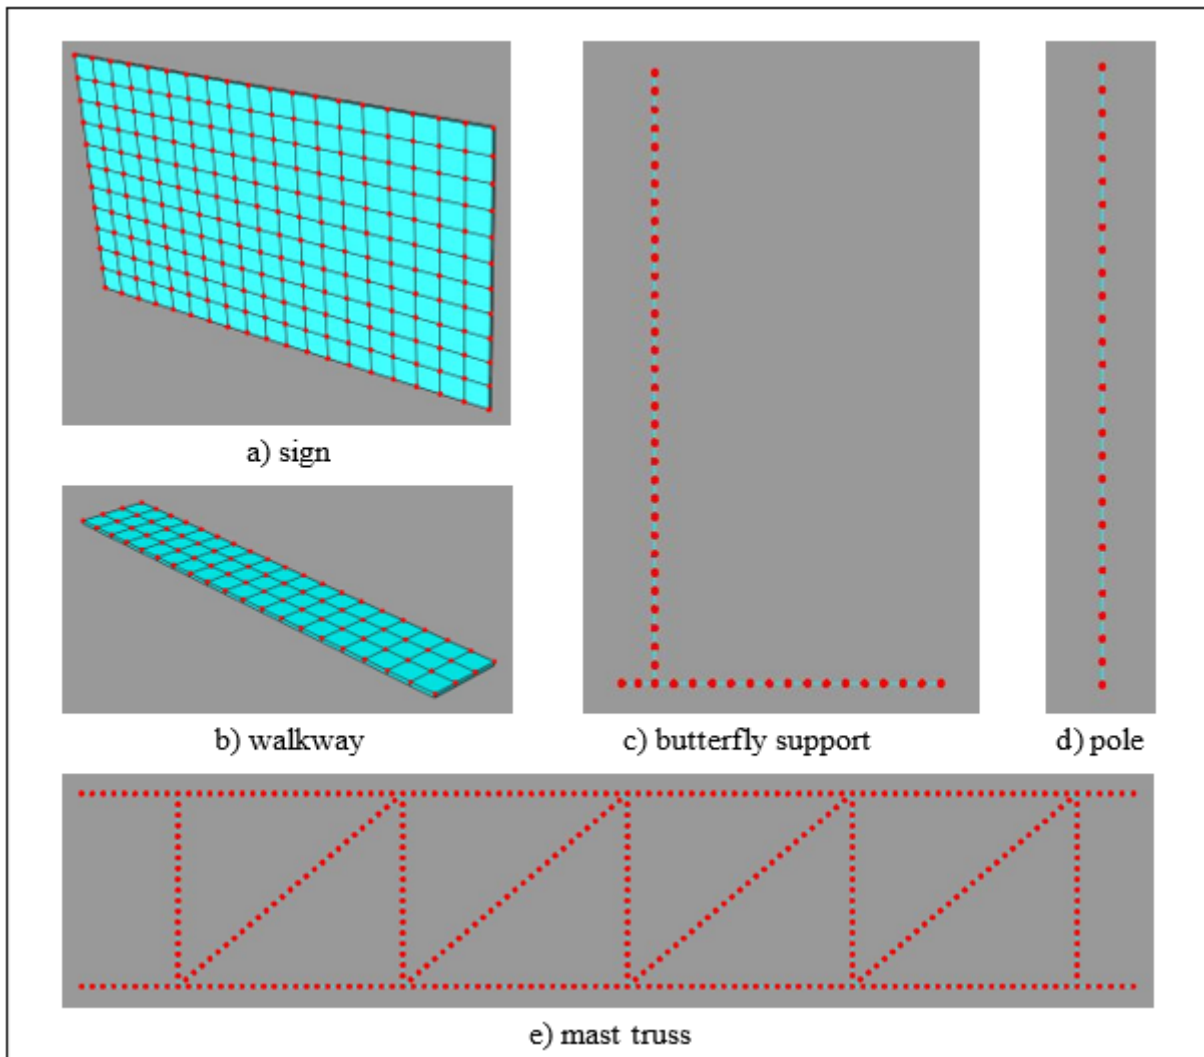 a) sign
b) walkway
c) butterfly support
d) pole
e) mast truss